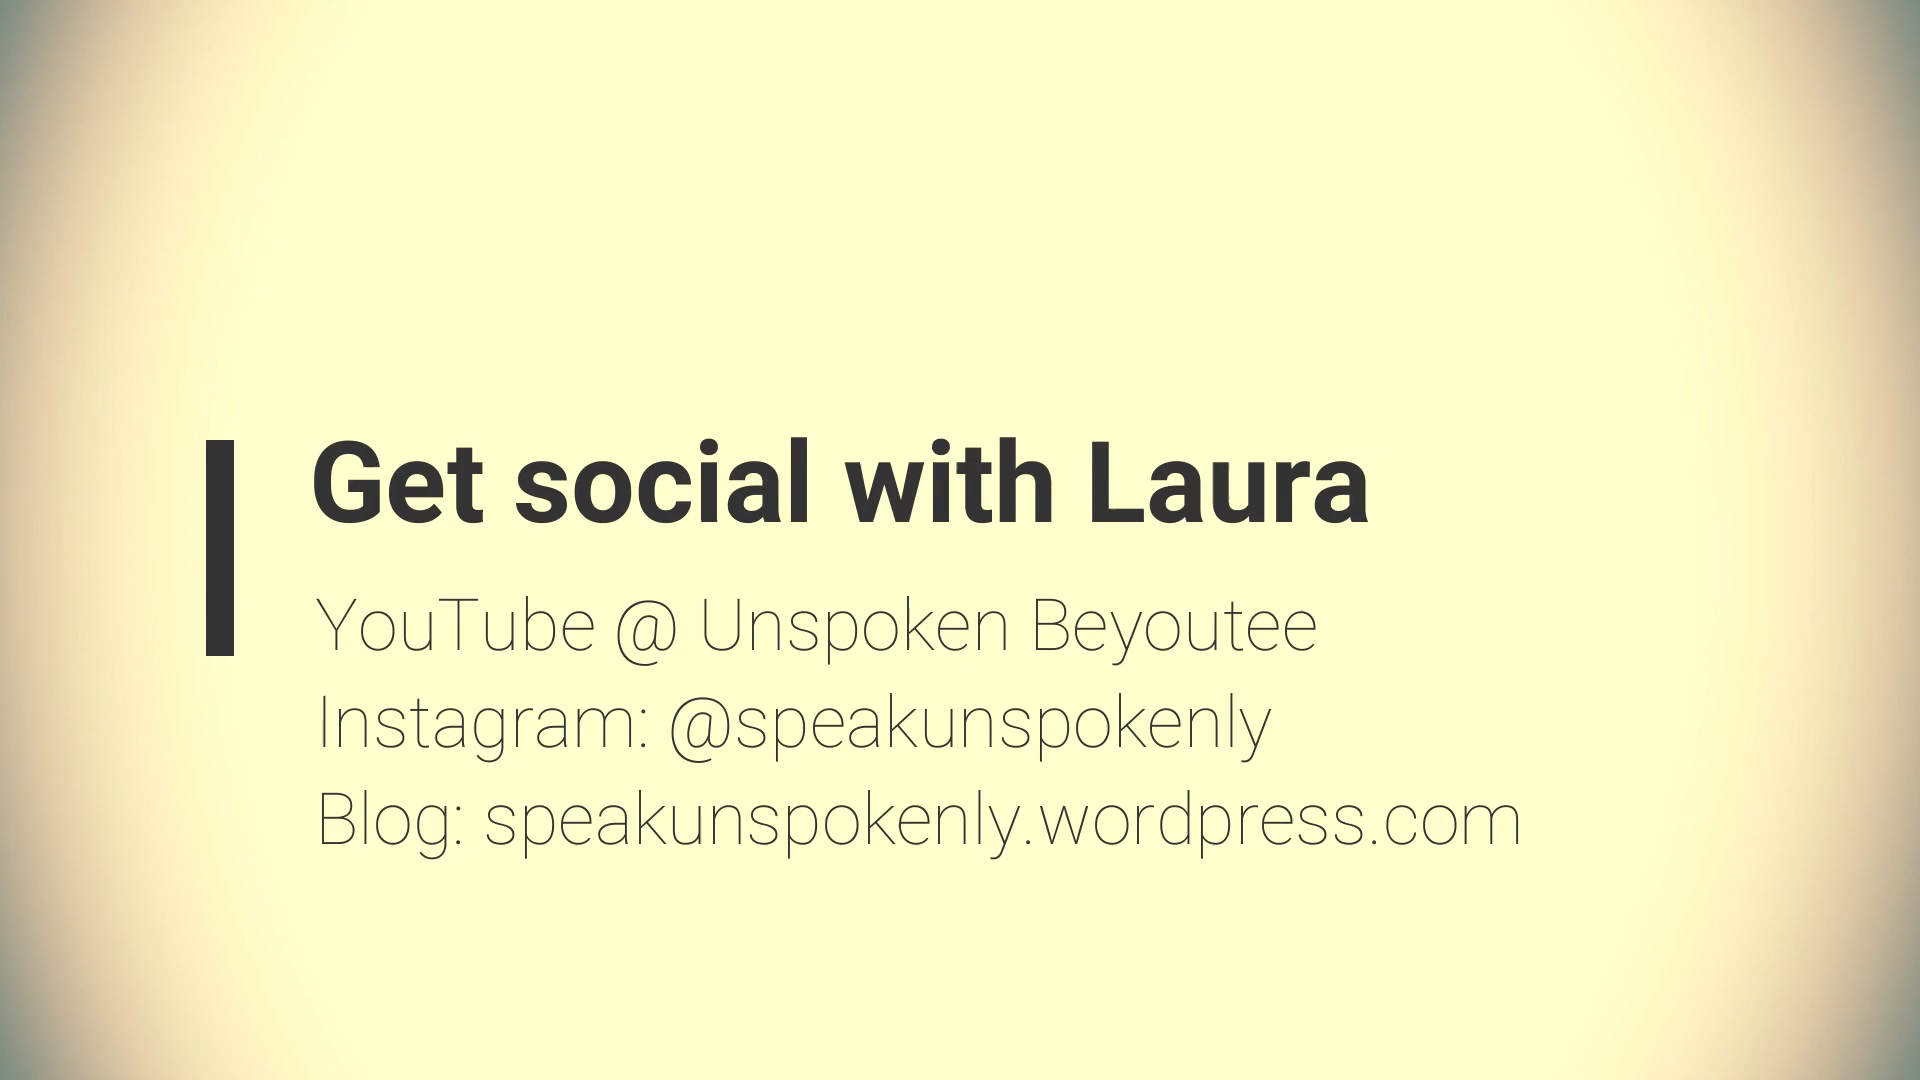 Get social with Laura
YouTube @ Unspoken Beyoutee
Instagram: @speakunspokenly
Blog: speakunspokenly.wordpress.com